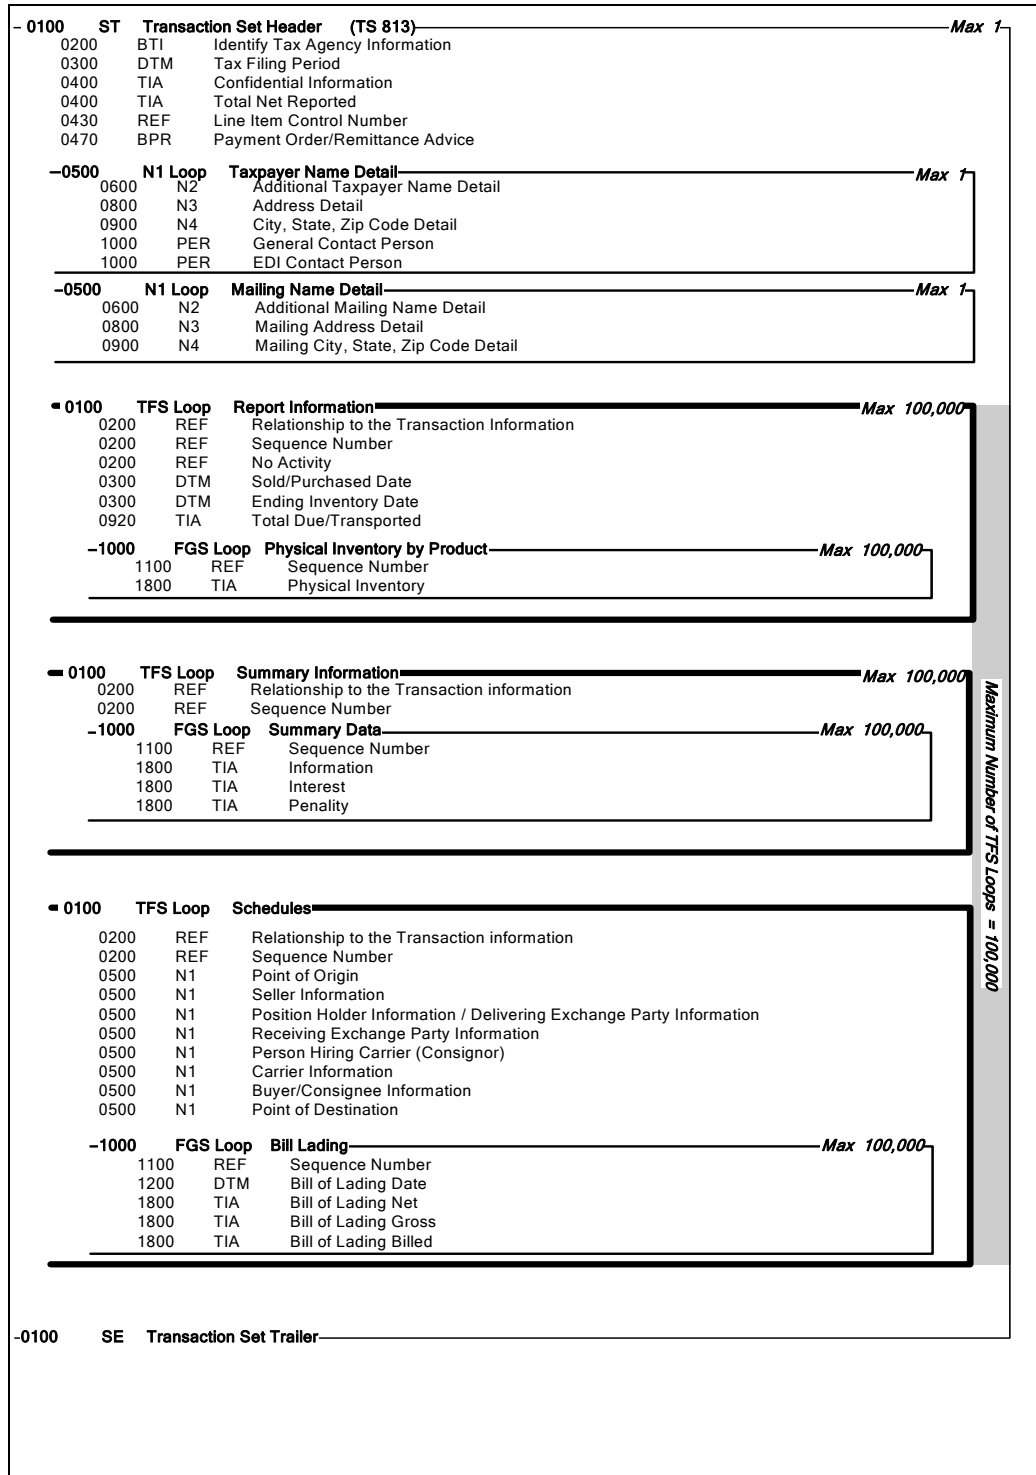 0100 ST Transaction Set Header (TS 813) Max 1
0200 BTI Identify Tax Agency Information
0300 DTM Tax Filing Period
0400 TIA Confidential Information
0400 TIA Total Net Reported
0430 REF Line Item Control Number
0470 BPR Payment Order/Remittance Advice
0500 N1 Loop Taxpayer Name Detail Max 1
0600 N2 Additional Taxpayer Name Detail
0800 N3 Address Detail
0900 N4 City, State, Zip Code Detail
1000 PER General Contact Person
1000 PER EDI Contact Person
0500 N1 Loop Mailing Name Detail Max 1
0600 N2 Additional Mailing Name Detail
0800 N3 Mailing Address Detail
0900 N4 Mailing City, State, Zip Code Detail
0100 TFS Loop Report Information Max 100,000
0200 REF Relationship to the Transaction Information
0200 REF Sequence Number
0200 REF No Activity
0300 DTM Sold/Purchased Date
0300 DTM Ending Inventory Date
0920 TIA Total Due/Transported
1000 FGS Loop Physical Inventory by Product Max 100,000
1100 REF Sequence Number
1800 TIA Physical Inventory
0100 TFS Loop Summary Information Max 100,000
0200 REF Relationship to the Transaction information
0200 REF Sequence Number
1000 FGS Loop Summary Data Max 100,000
1100 REF Sequence Number
1800 TIA Information
1800 TIA Interest
1800 TIA Penality
Maximum Number of TFS Loops = 100,000
0100 TFS Loop Schedules
0200 REF Relationship to the Transaction information
0200 REF Sequence Number
0500 N1 Point of Origin
0500 N1 Seller Information
0500 N1 Position Holder Information / Delivering Exchange Party Information
0500 N1 Receiving Exchange Party Information
0500 N1 Person Hiring Carrier (Consignor)
0500 N1 Carrier Information
0500 N1 Buyer/Consignee Information
0500 N1 Point of Destination
1000 FGS Loop Bill Lading Max 100,000
1100 REF Sequence Number
1200 DTM Bill of Lading Date
1800 TIA Bill of Lading Net
1800 TIA Bill of Lading Gross
1800 TIA Bill of Lading Billed
0100 SE Transaction Set Trailer